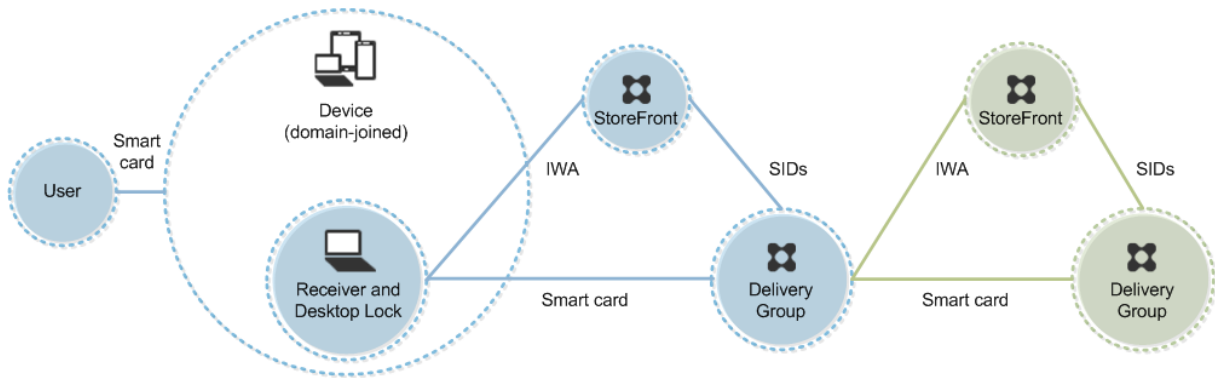 User
Smart
card
Device
(domain-joined)
Receiver and
Desktop Lock
IWA
StoreFront
SIDs
Smart card
Delivery
Group
IWA
StoreFront
SIDs
Smart card
Delivery
Group